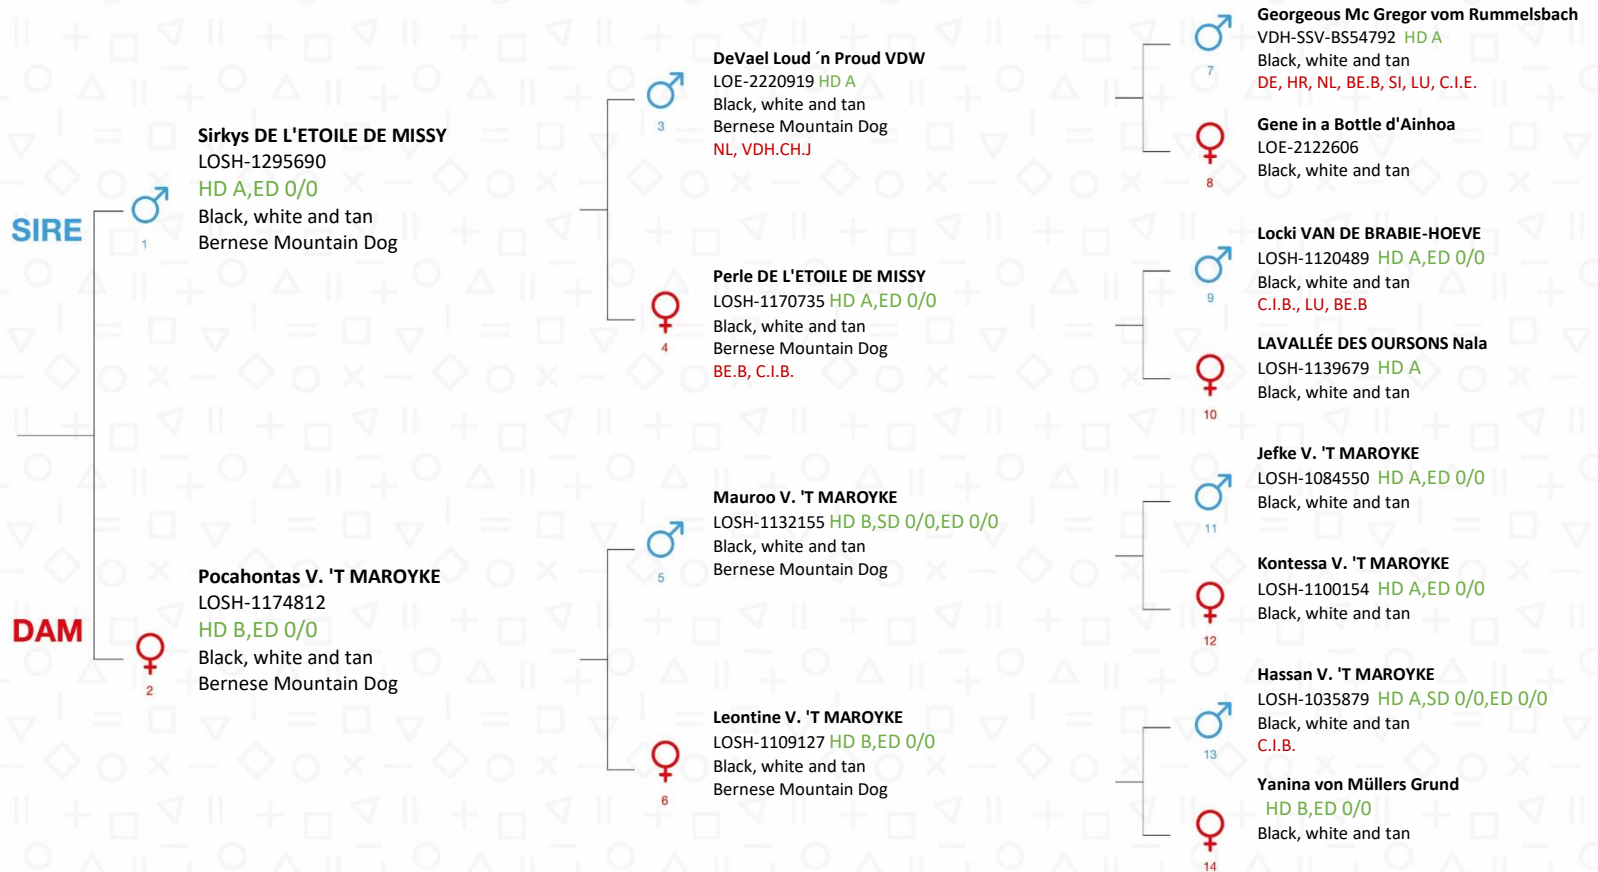 SIRE
1
Sirkys DE L'ETOILE DE MISSY
LOSH-1295690
HD A,ED 0/0
Black, white and tan
Bernese Mountain Dog
DAM
2
Pocahontas V. 'T MAROYKE
LOSH-1174812
HD B,ED 0/0
Black, white and tan
Bernese Mountain Dog
3
DeVael Loud ´n Proud VDW
LOE-2220919 HD A
Black, white and tan
Bernese Mountain Dog
NL, VDH.CH.J
4
Perle DE L'ETOILE DE MISSY
LOSH-1170735 HD A,ED 0/0
Black, white and tan
Bernese Mountain Dog
BE.B, C.I.B.
5
Mauroo V. 'T MAROYKE
LOSH-1132155 HD B,SD 0/0,ED 0/0
Black, white and tan
Bernese Mountain Dog
6
Leontine V. 'T MAROYKE
LOSH-1109127 HD B,ED 0/0
Black, white and tan
Bernese Mountain Dog
7
Georgeous Mc Gregor vom Rummelsbach
VDH-SSV-BS54792 HD A
Black, white and tan
DE, HR, NL, BE.B, SI, LU, C.I.E.
8
Gene in a Bottle d'Ainhoa
LOE-2122606
Black, white and tan
9
Locki VAN DE BRABIE-HOEVE
LOSH-1120489 HD A,ED 0/0
Black, white and tan
C.I.B., LU, BE.B
10
LAVALLÉE DES OURSONS Nala
LOSH-1139679 HD A
Black, white and tan
11
Jefke V. 'T MAROYKE
LOSH-1084550 HD A,ED 0/0
Black, white and tan
12
Kontessa V. 'T MAROYKE
LOSH-1100154 HD A,ED 0/0
Black, white and tan
13
Hassan V. 'T MAROYKE
LOSH-1035879 HD A,SD 0/0,ED 0/0
Black, white and tan
C.I.B.
14
Yanina von Müllers Grund
HD B,ED 0/0
Black, white and tan